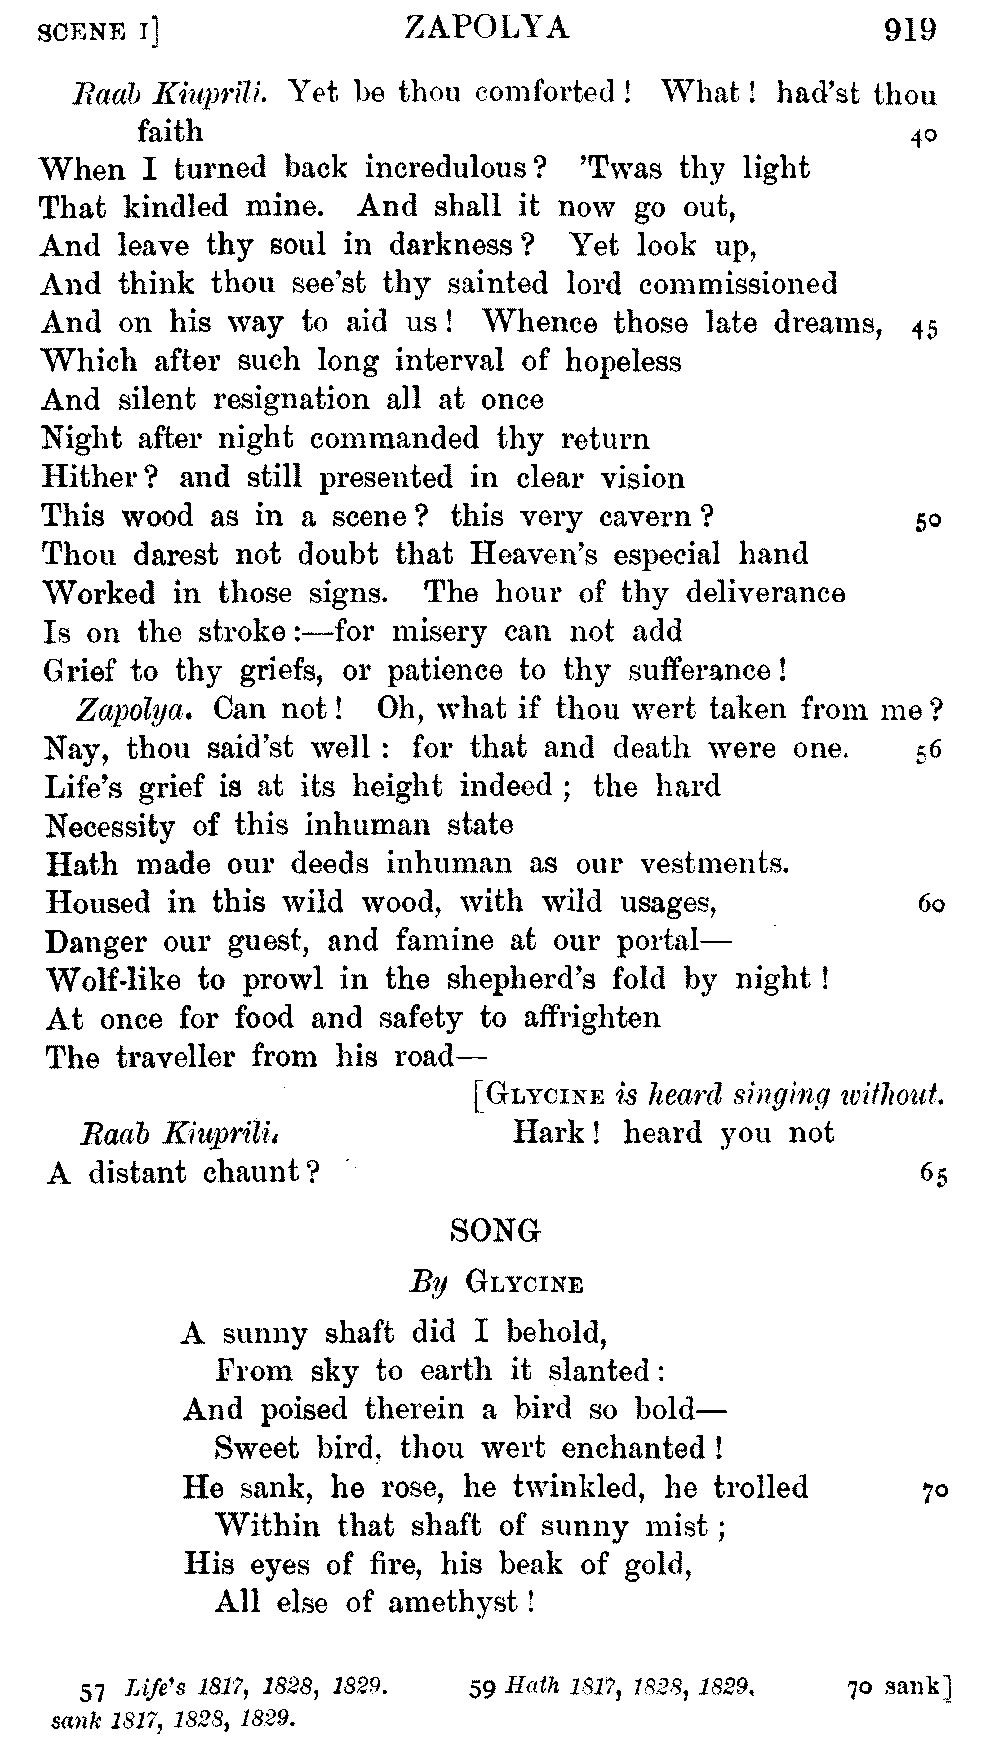 SCENE I] ZAPOLYA 919
Raab Kiuprili. Yet be thou comforted! What! had'st thou
faith 40
When I turned back incredulous? 'Twas thy light
That kindled mine. And shall it now go out,
And leave thy soul in darkness? Yet look up,
And think thou see'st thy sainted lord commissioned
And on his way to aid us! Whence those late dreams, 45
Which after such long interval of hopeless
And silent resignation all at once
Night after night commanded thy return
Hither? and still presented in clear vision
This wood as in a scene? this very cavern? 50
Thou darest not doubt that Heaven's especial hand
Worked in those signs. The hour of thy deliverance
Is on the stroke:—for misery can not add
Grief to thy griefs, or patience to thy sufferance!
Zapolya. Can not! Oh, what if thou wert taken from me?
Nay, thou said'st well: for that and death were one. 56
Life's grief is at its height indeed; the hard
Necessity of this inhuman state
Hath made our deeds inhuman as our vestments.
Housed in this wild wood, with wild usages, 60
Danger our guest, and famine at our portal—
Wolf-like to prowl in the shepherd's fold by night!
At once for food and safety to affrighten
The traveller from his road—
[GLYCINE is heard singing without.
Raab Kiuprili. Hark! heard you not
A distant chaunt? 65
SONG
By GLYCINE
A sunny shaft did I behold,
From sky to earth it slanted:
And poised therein a bird so bold—
Sweet bird, thou wert enchanted!
He sank, he rose, he twinkled, he trolled 70
Within that shaft of sunny mist;
His eyes of fire, his beak of gold,
All else of amethyst!
57 Life's 1817, 1828, 1829. 59 Hath 1817, 1828, 1829. 70 sank]
sank 1817, 1828, 1829.